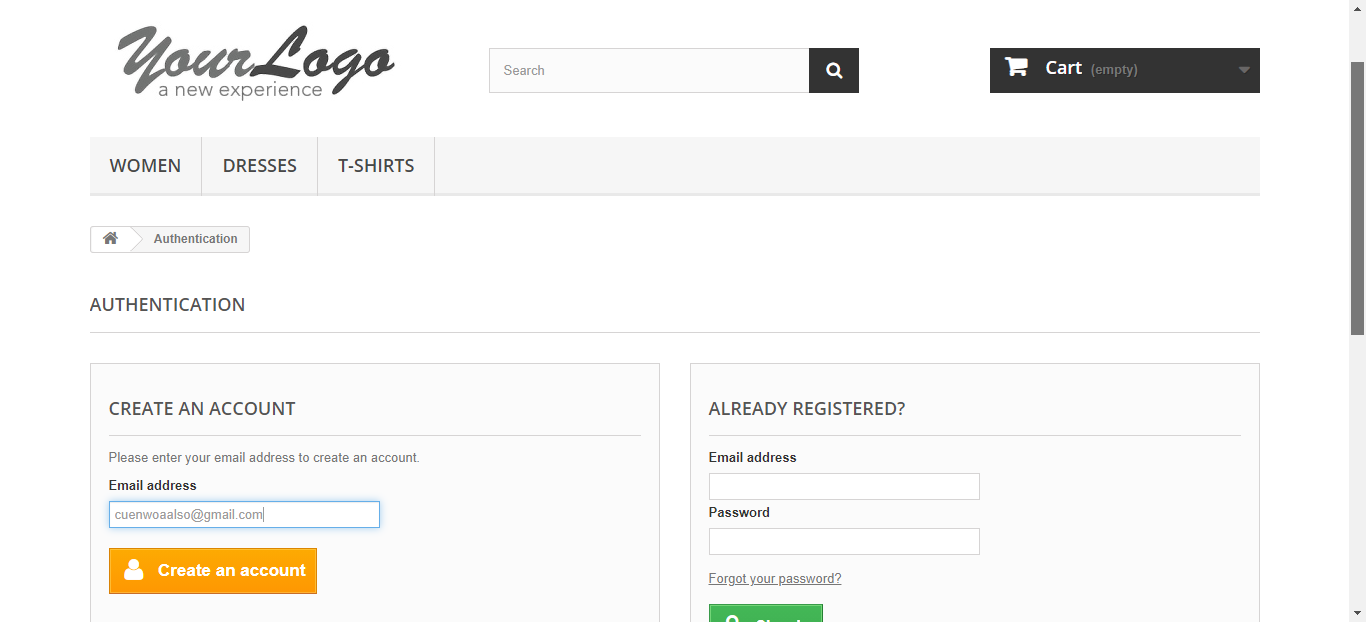 YourLogo
a new experience
Search
Cart (empty)
WOMEN
DRESSES
T-SHIRTS
Authentication
AUTHENTICATION
CREATE AN ACCOUNT
Please enter your email address to create an account.
Email address
cuenwoaalso@gmail.com
Create an account
ALREADY REGISTERED?
Email address
Password
Forgot your password?